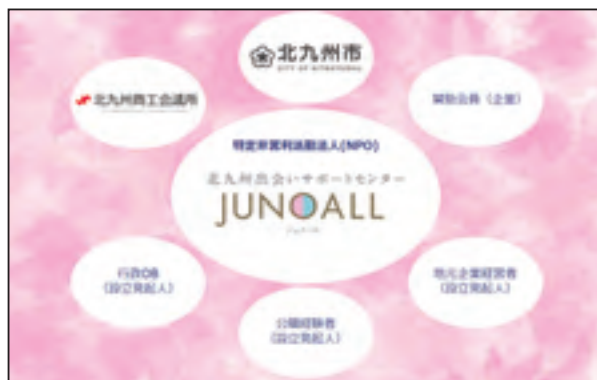 北九州市
CITY OF KITAKYUSHU
北九州商工会議所
賛助会員（企業）
特定非営利活動法人(NPO)
北九州出会いサポートセンター
JUNOALL
行政OB
（設立発起人）
地元企業経営者
（設立発起人）
公職経験者
（設立発起人）